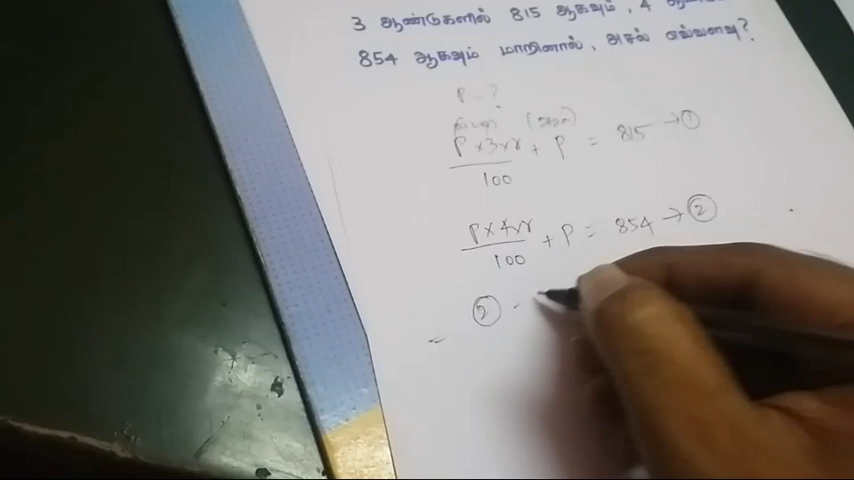 3 ஆண்டுகளில் 815 ஆகவும், 4
854 ஆகவும் மாறினால், அசல் எவ்வளவு?
P = ?
(அசல்)
P×3×r/100 + P = 815 → ①
P×4×r/100 + P = 854 → ②
② -